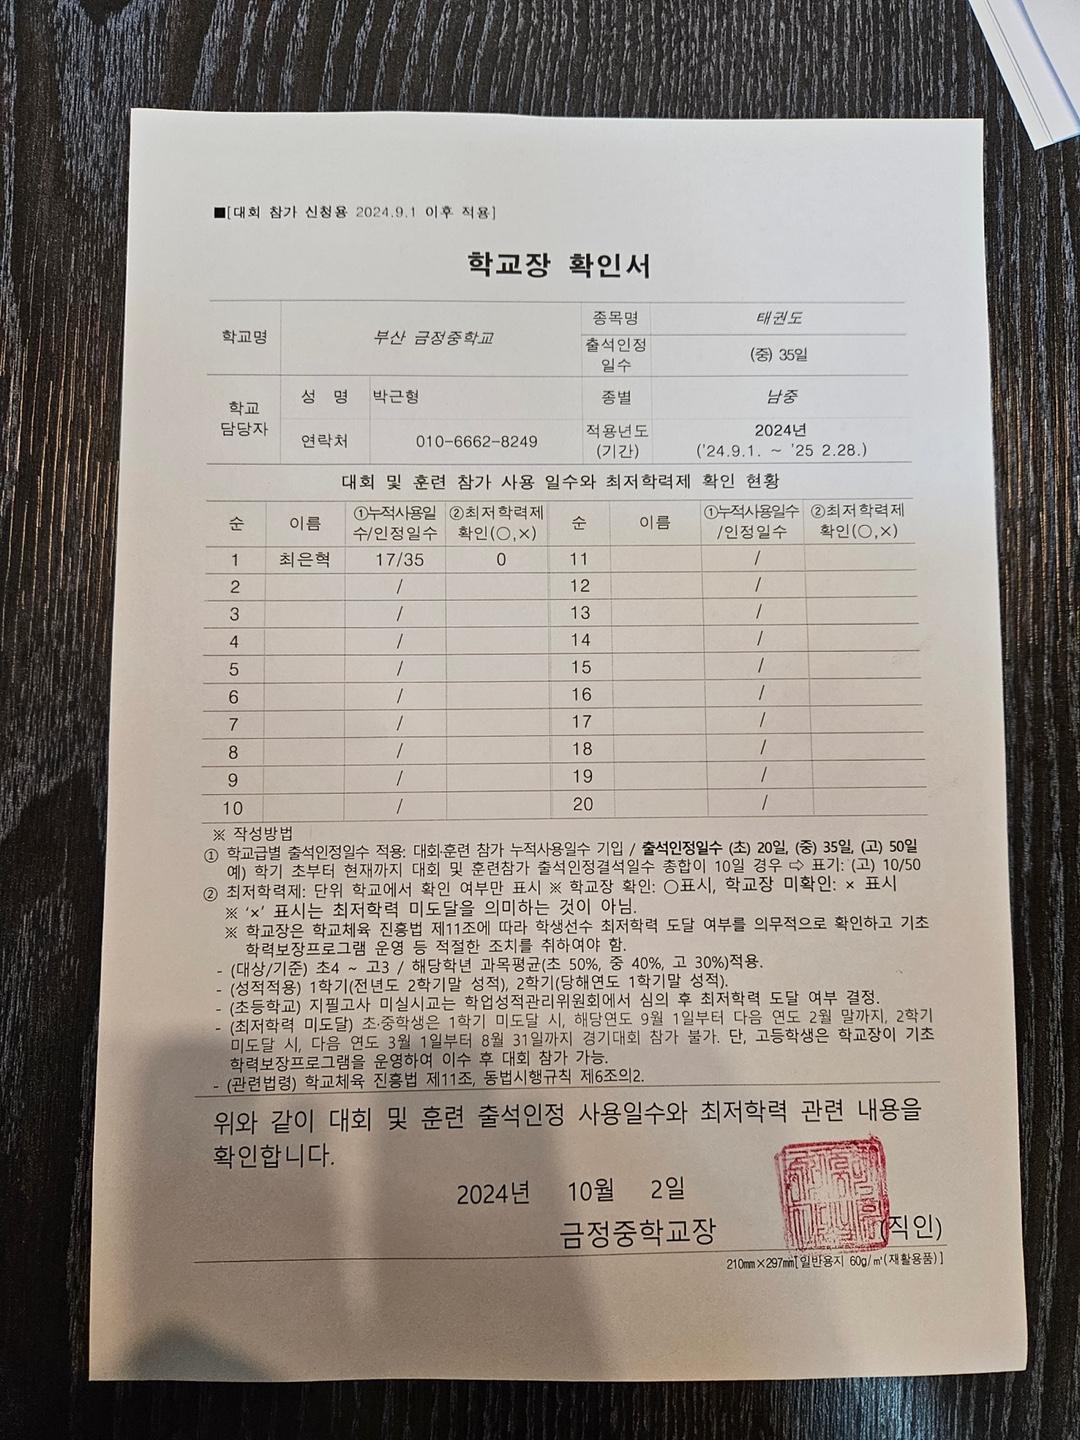 ■[대회 참가 신청용 2024.9.1 이후 적용]
학교장 확인서
학교명 부산 금정중학교 종목명 태권도
출석인정 일수 (중) 35일
학교 담당자 성 명 박근형 종별 남중
연락처 010-6662-8249 적용년도 (기간) 2024년 ('24.9.1. ~ '25 2.28.)
대회 및 훈련 참가 사용 일수와 최저학력제 확인 현황
순 이름 ①누적사용일수/인정일수 ②최저학력제 확인(○,×) 순 이름 ①누적사용일수/인정일수 ②최저학력제 확인(○,×)
1 최은혁 17/35 0 11 /
2 / 12 /
3 / 13 /
4 / 14 /
5 / 15 /
6 / 16 /
7 / 17 /
8 / 18 /
9 / 19 /
10 / 20 /
※ 작성방법
① 학교급별 출석인정일수 적용: 대회·훈련 참가 누적사용일수 기입 / 출석인정일수 (초) 20일, (중) 35일, (고) 50일
예) 학기 초부터 현재까지 대회 및 훈련참가 출석인정결석일수 총합이 10일 경우 ⇨ 표기: (고) 10/50
② 최저학력제: 단위 학교에서 확인 여부만 표시 ※ 학교장 확인: ○표시, 학교장 미확인: × 표시
※ '×' 표시는 최저학력 미도달을 의미하는 것이 아님.
※ 학교장은 학교체육 진흥법 제11조에 따라 학생선수 최저학력 도달 여부를 의무적으로 확인하고 기초
학력보장프로그램 운영 등 적절한 조치를 취하여야 함.
- (대상/기준) 초4 ~ 고3 / 해당학년 과목평균(초 50%, 중 40%, 고 30%)적용.
- (성적적용) 1학기(전년도 2학기말 성적), 2학기(당해연도 1학기말 성적).
- (초등학교) 지필고사 미실시교는 학업성적관리위원회에서 심의 후 최저학력 도달 여부 결정.
- (최저학력 미도달) 초·중학생은 1학기 미도달 시, 해당연도 9월 1일부터 다음 연도 2월 말까지, 2학기
미도달 시, 다음 연도 3월 1일부터 8월 31일까지 경기대회 참가 불가. 단, 고등학생은 학교장이 기초
학력보장프로그램을 운영하여 이수 후 대회 참가 가능.
- (관련법령) 학교체육 진흥법 제11조, 동법시행규칙 제6조의2.
위와 같이 대회 및 훈련 출석인정 사용일수와 최저학력 관련 내용을
확인합니다.
2024년 10월 2일
금정중학교장 (직인)
210㎜×297㎜[일반용지 60g/㎡(재활용품)]